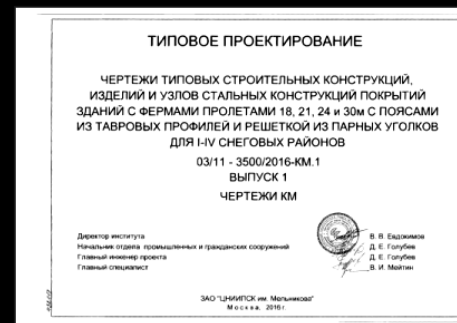 ТИПОВОЕ ПРОЕКТИРОВАНИЕ
ЧЕРТЕЖИ ТИПОВЫХ СТРОИТЕЛЬНЫХ КОНСТРУКЦИЙ,
ИЗДЕЛИЙ И УЗЛОВ СТАЛЬНЫХ КОНСТРУКЦИЙ ПОКРЫТИЙ
ЗДАНИЙ С ФЕРМАМИ ПРОЛЕТАМИ 18, 21, 24 и 30м С ПОЯСАМИ
ИЗ ТАВРОВЫХ ПРОФИЛЕЙ И РЕШЕТКОЙ ИЗ ПАРНЫХ УГОЛКОВ
ДЛЯ I-IV СНЕГОВЫХ РАЙОНОВ
03/11 - 3500/2016-КМ.1
ВЫПУСК 1
ЧЕРТЕЖИ КМ
Директор института В. В. Евдокимов
Начальник отдела промышленных и гражданских сооружений Д. Е. Голубев
Главный инженер проекта Д. Е. Голубев
Главный специалист В. И. Мейтин
ЗАО "ЦНИИПСК им. Мельникова"
Москва, 2016г.